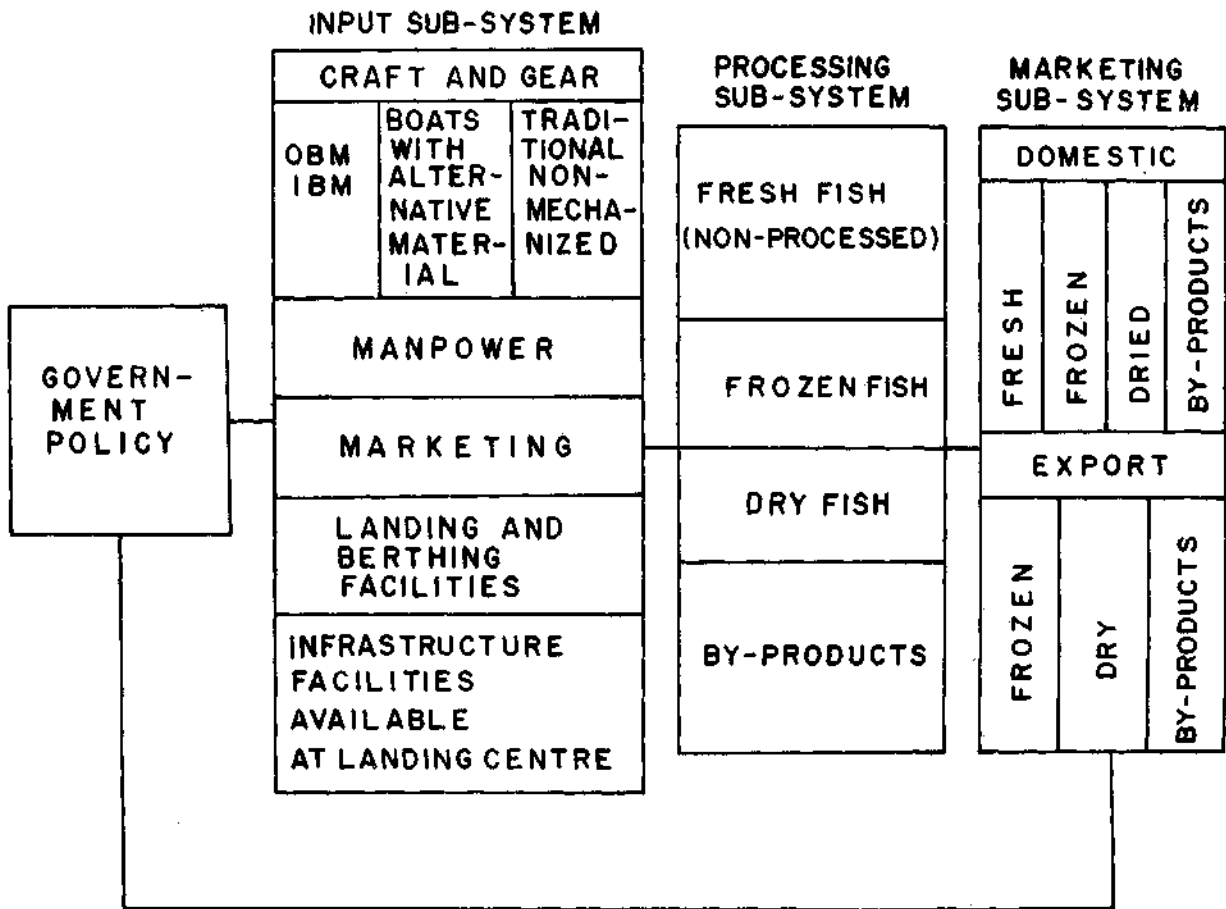 INPUT SUB-SYSTEM
CRAFT AND GEAR
OBM
IBM
BOATS
WITH
ALTER-
NATIVE
MATER-
IAL
TRADI-
TIONAL
NON-
MECHA-
NIZED
MANPOWER
MARKETING
LANDING AND
BERTHING
FACILITIES
INFRASTRUCTURE
FACILITIES
AVAILABLE
AT LANDING CENTRE
GOVERN-
MENT
POLICY
PROCESSING
SUB-SYSTEM
FRESH FISH
(NON-PROCESSED)
FROZEN FISH
DRY FISH
BY-PRODUCTS
MARKETING
SUB-SYSTEM
DOMESTIC
FRESH
FROZEN
DRIED
BY-PRODUCTS
EXPORT
FROZEN
DRY
BY-PRODUCTS